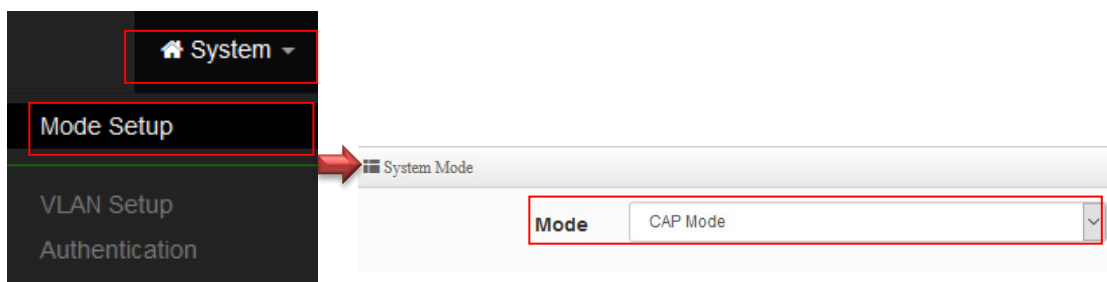 System
Mode Setup
VLAN Setup
Authentication
System Mode
Mode CAP Mode